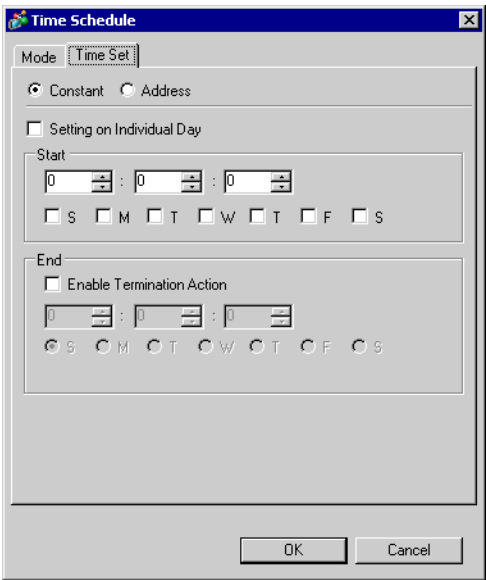 Time Schedule
Mode Time Set
Constant Address
Setting on Individual Day
Start
0 : 0 : 0
S M T W T F S
End
Enable Termination Action
0 : 0 : 0
S M T W T F S
OK Cancel